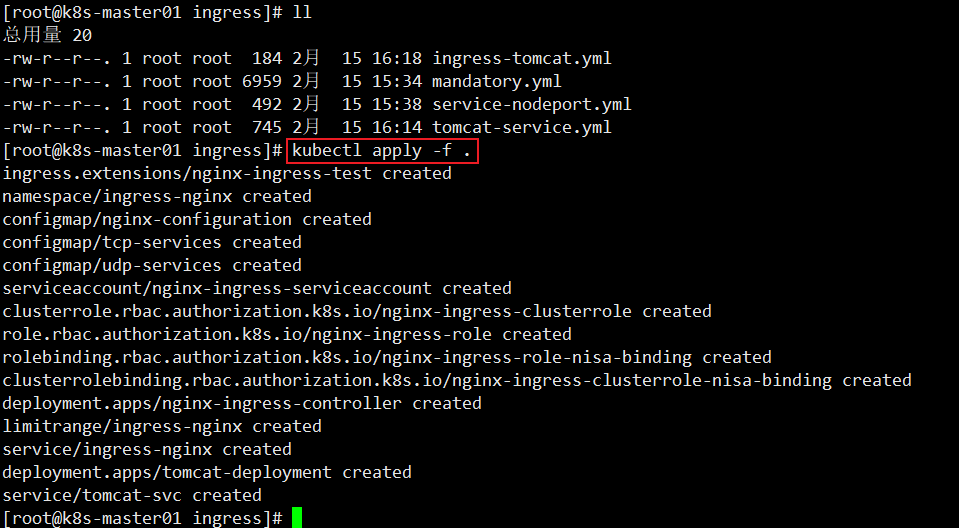 [root@k8s-master01 ingress]# ll
总用量 20
-rw-r--r--. 1 root root  184 2月  15 16:18 ingress-tomcat.yml
-rw-r--r--. 1 root root 6959 2月  15 15:34 mandatory.yml
-rw-r--r--. 1 root root  492 2月  15 15:38 service-nodeport.yml
-rw-r--r--. 1 root root  745 2月  15 16:14 tomcat-service.yml
[root@k8s-master01 ingress]# kubectl apply -f .
ingress.extensions/nginx-ingress-test created
namespace/ingress-nginx created
configmap/nginx-configuration created
configmap/tcp-services created
configmap/udp-services created
serviceaccount/nginx-ingress-serviceaccount created
clusterrole.rbac.authorization.k8s.io/nginx-ingress-clusterrole created
role.rbac.authorization.k8s.io/nginx-ingress-role created
rolebinding.rbac.authorization.k8s.io/nginx-ingress-role-nisa-binding created
clusterrolebinding.rbac.authorization.k8s.io/nginx-ingress-clusterrole-nisa-binding created
deployment.apps/nginx-ingress-controller created
limitrange/ingress-nginx created
service/ingress-nginx created
deployment.apps/tomcat-deployment created
service/tomcat-svc created
[root@k8s-master01 ingress]#